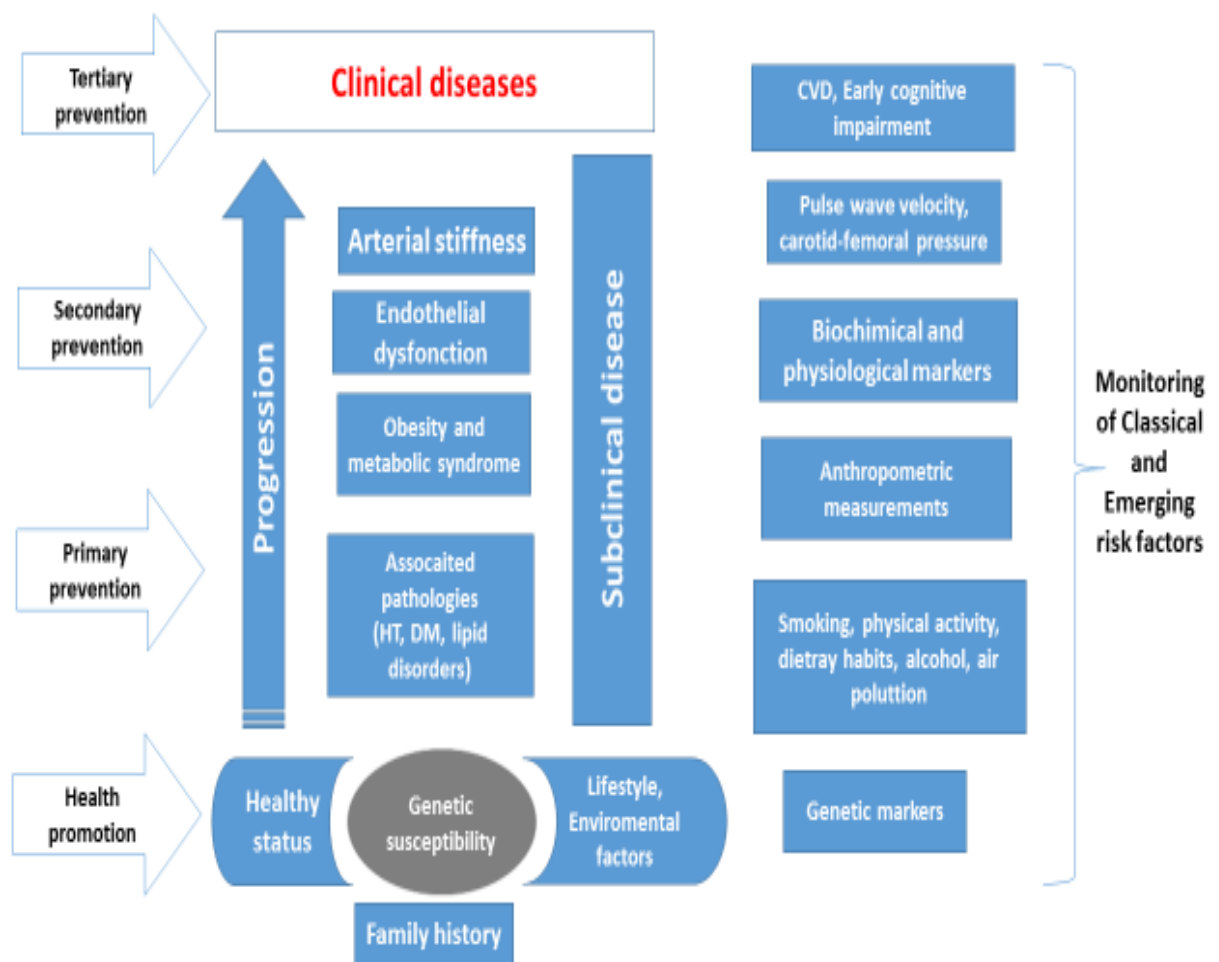 Tertiary
prevention
Clinical diseases
CVD, Early cognitive
impairment
Pulse wave velocity,
carotid-femoral pressure
Arterial stiffness
Secondary
prevention
Endothelial
dysfonction
Biochimical and
physiological markers
Progression
Subclinical disease
Obesity and
metabolic syndrome
Anthropometric
measurements
Monitoring
of Classical
and
Emerging
risk factors
Primary
prevention
Assocaited
pathologies
(HT, DM, lipid
disorders)
Smoking, physical activity,
dietray habits, alcohol, air
poluttion
Health
promotion
Healthy
status
Genetic
susceptibility
Lifestyle,
Enviromental
factors
Genetic markers
Family history